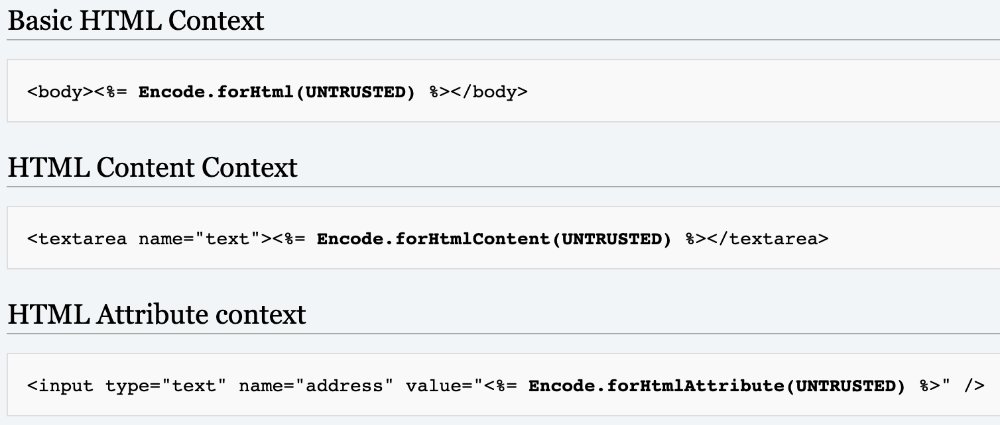 Basic HTML Context
<body><%= Encode.forHtml(UNTRUSTED) %></body>
HTML Content Context
<textarea name="text"><%= Encode.forHtmlContent(UNTRUSTED) %></textarea>
HTML Attribute context
<input type="text" name="address" value="<%= Encode.forHtmlAttribute(UNTRUSTED) %>" />